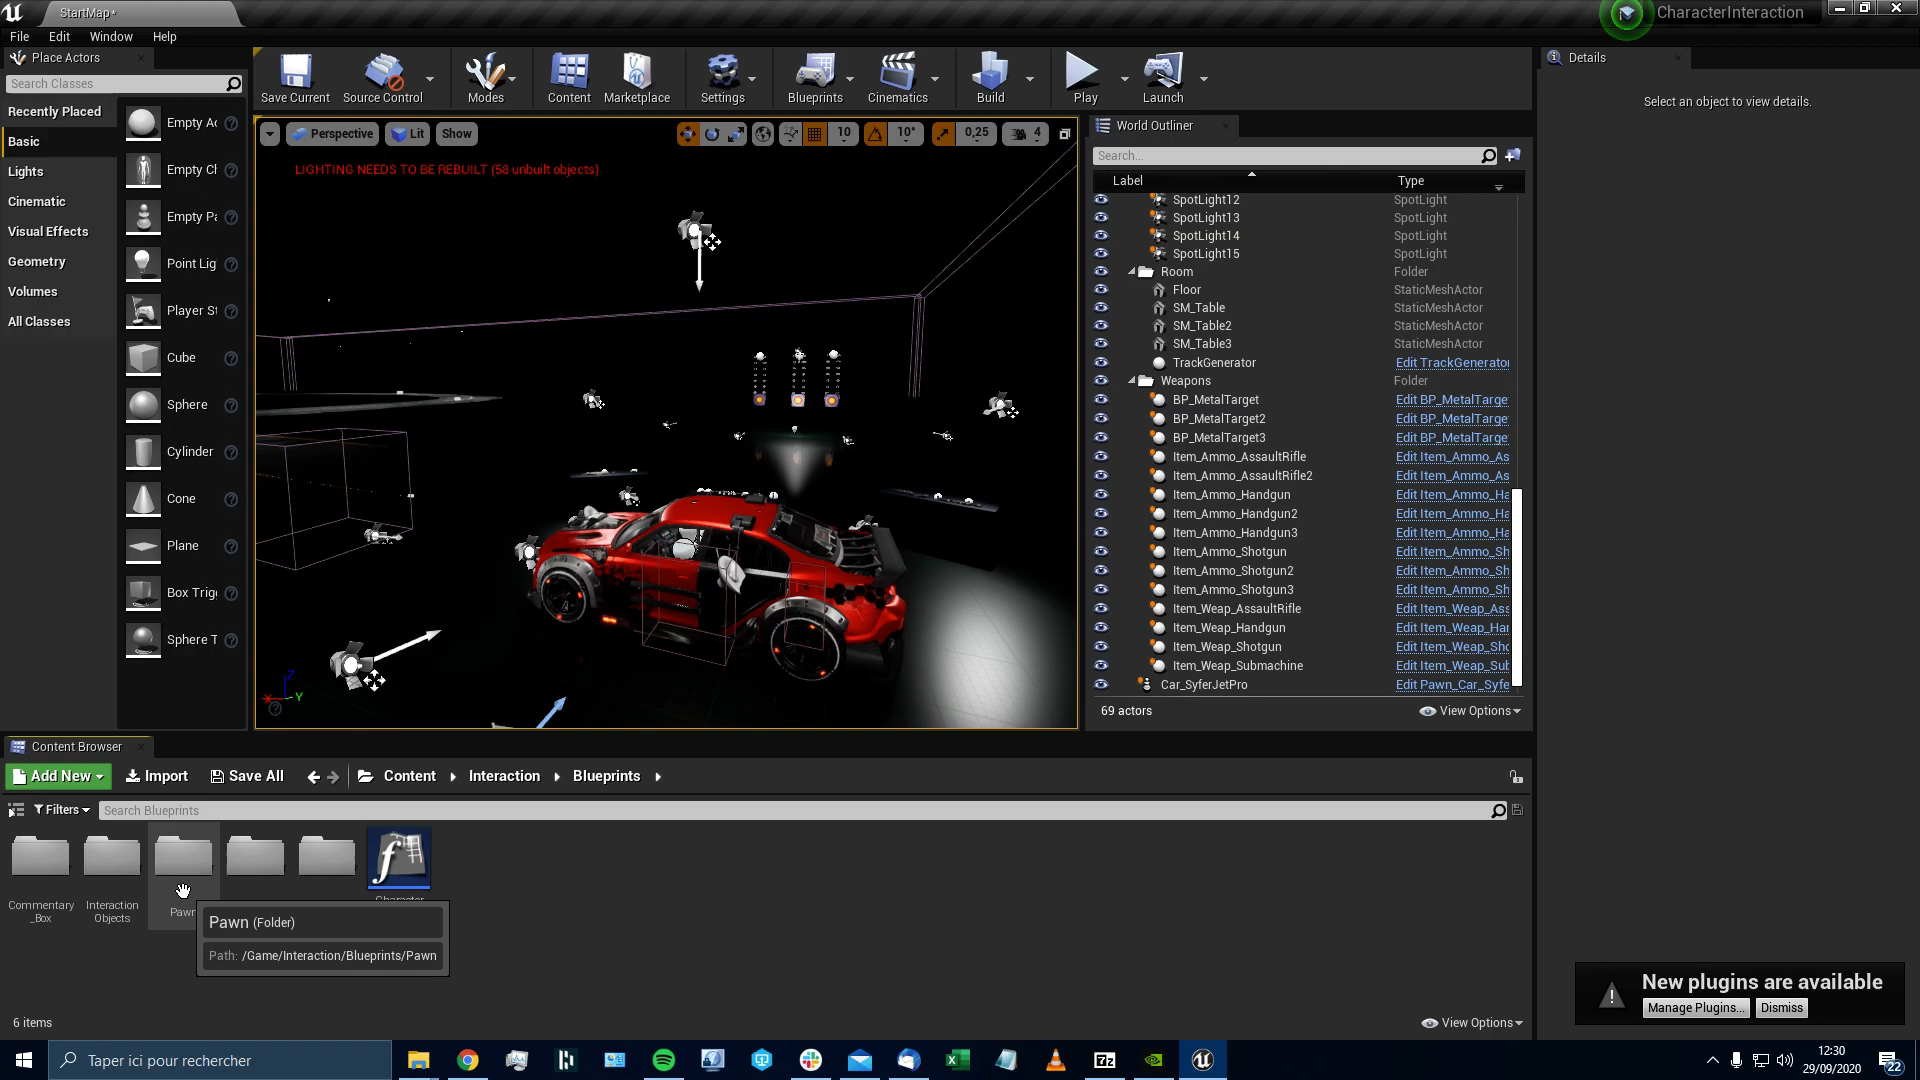 StartMap*
CharacterInteraction
File Edit Window Help
Place Actors
Search Classes
Recently Placed
Basic
Lights
Cinematic
Visual Effects
Geometry
Volumes
All Classes
Empty Ac
Empty Ch
Empty Pa
Point Lig
Player St
Cube
Sphere
Cylinder
Cone
Plane
Box Trigg
Sphere T
Save Current
Source Control
Modes
Content
Marketplace
Settings
Blueprints
Cinematics
Build
Play
Launch
Perspective Lit Show
10 10° 0,25 4
LIGHTING NEEDS TO BE REBUILT (58 unbuilt objects)
X Y Z
World Outliner
Search...
Label Type
SpotLight12 SpotLight
SpotLight13 SpotLight
SpotLight14 SpotLight
SpotLight15 SpotLight
Room Folder
Floor StaticMeshActor
SM_Table StaticMeshActor
SM_Table2 StaticMeshActor
SM_Table3 StaticMeshActor
TrackGenerator Edit TrackGenerator
Weapons Folder
BP_MetalTarget Edit BP_MetalTarge
BP_MetalTarget2 Edit BP_MetalTarge
BP_MetalTarget3 Edit BP_MetalTarge
Item_Ammo_AssaultRifle Edit Item_Ammo_As
Item_Ammo_AssaultRifle2 Edit Item_Ammo_As
Item_Ammo_Handgun Edit Item_Ammo_Ha
Item_Ammo_Handgun2 Edit Item_Ammo_Ha
Item_Ammo_Handgun3 Edit Item_Ammo_Ha
Item_Ammo_Shotgun Edit Item_Ammo_Sh
Item_Ammo_Shotgun2 Edit Item_Ammo_Sh
Item_Ammo_Shotgun3 Edit Item_Ammo_Sh
Item_Weap_AssaultRifle Edit Item_Weap_Ass
Item_Weap_Handgun Edit Item_Weap_Har
Item_Weap_Shotgun Edit Item_Weap_Sho
Item_Weap_Submachine Edit Item_Weap_Sub
Car_SyferJetPro Edit Pawn_Car_Syfe
69 actors
View Options
Details
Select an object to view details.
Content Browser
Add New Import Save All Content Interaction Blueprints
Filters Search Blueprints
Commentary
_Box
Interaction
Objects
Pawn
Character
Pawn (Folder)
Path: /Game/Interaction/Blueprints/Pawn
6 items
View Options
New plugins are available
Manage Plugins... Dismiss
Taper ici pour rechercher
7z
12:30
29/09/2020
22